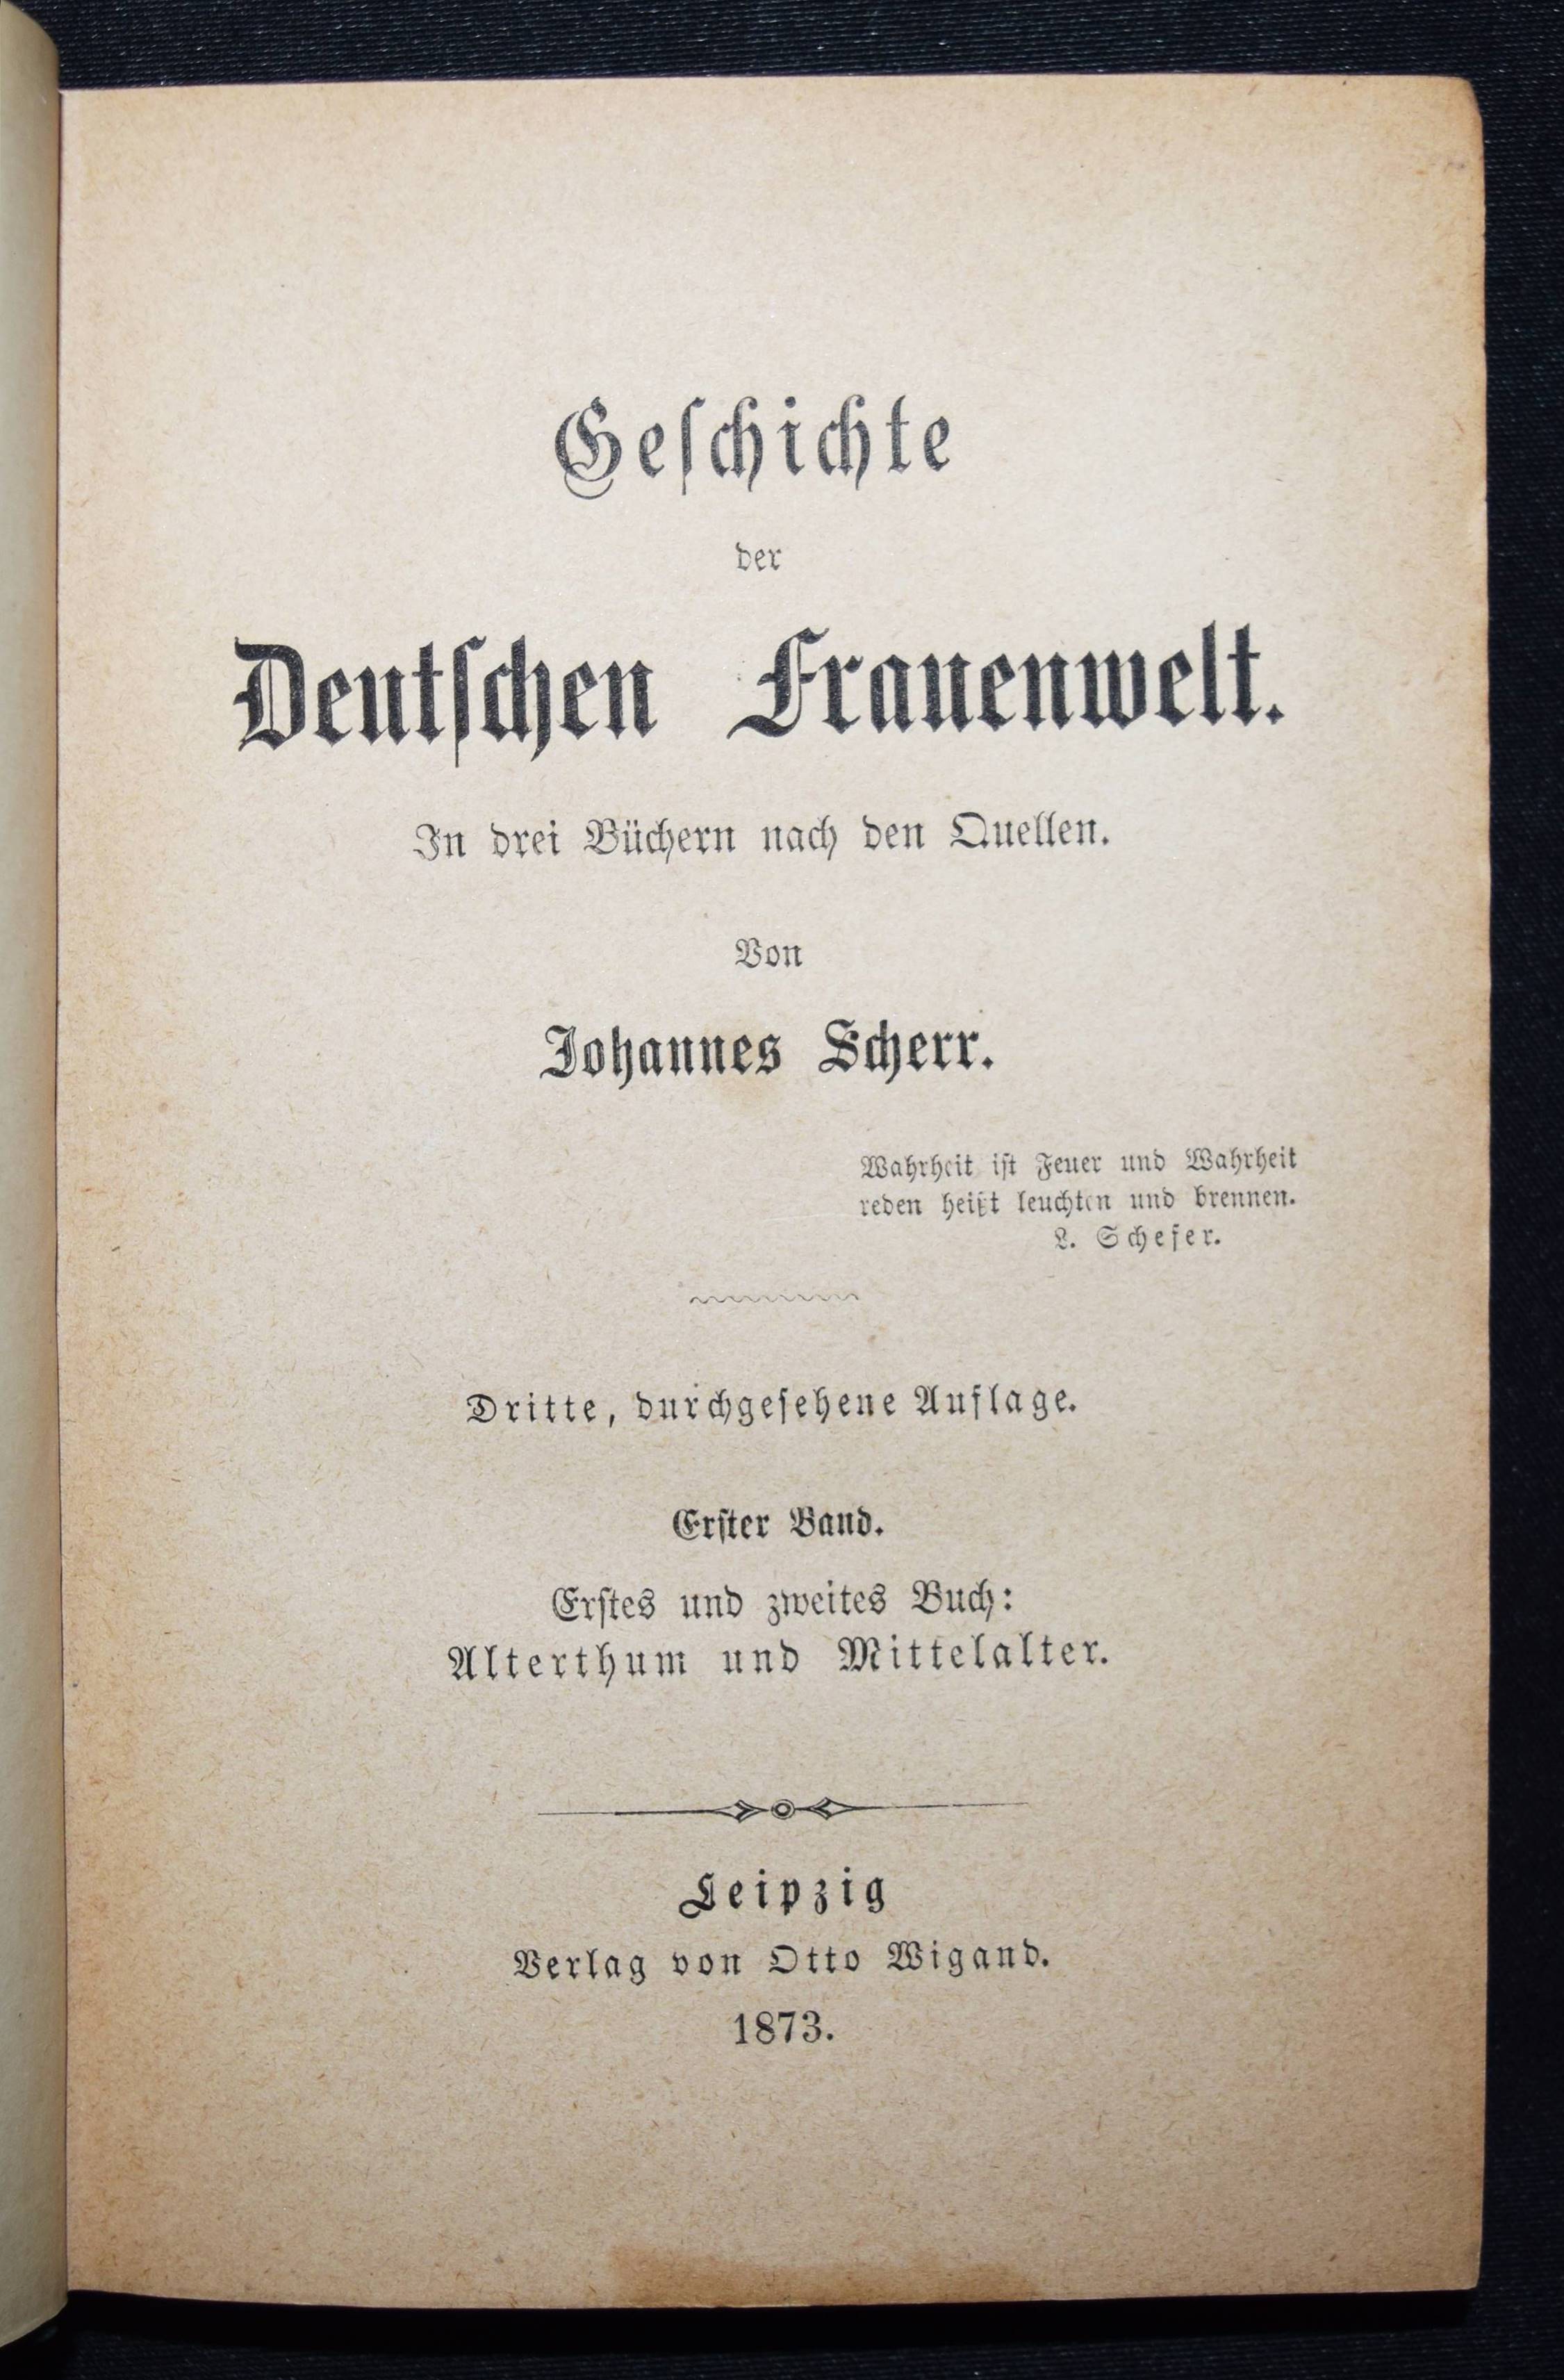 Geſchichte
der
Deutſchen Frauenwelt.
In drei Büchern nach den Quellen.
Von
Johannes Scherr.
Wahrheit iſt Feuer und Wahrheit
reden heißt leuchten und brennen.
L. Schefer.
Dritte, durchgeſehene Auflage.
Erſter Band.
Erſtes und zweites Buch:
Alterthum und Mittelalter.
Leipzig
Verlag von Otto Wigand.
1873.